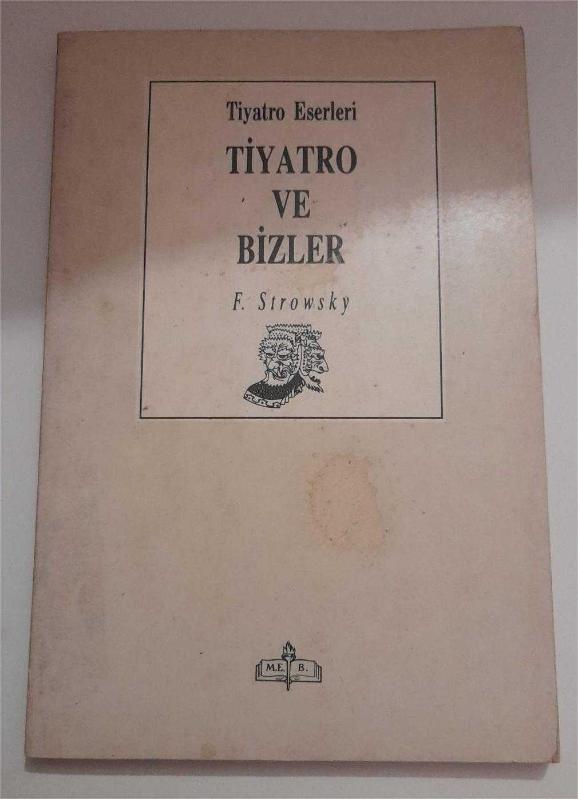 Tiyatro Eserleri
TİYATRO
VE
BİZLER
F. Strowsky
M.E. B.